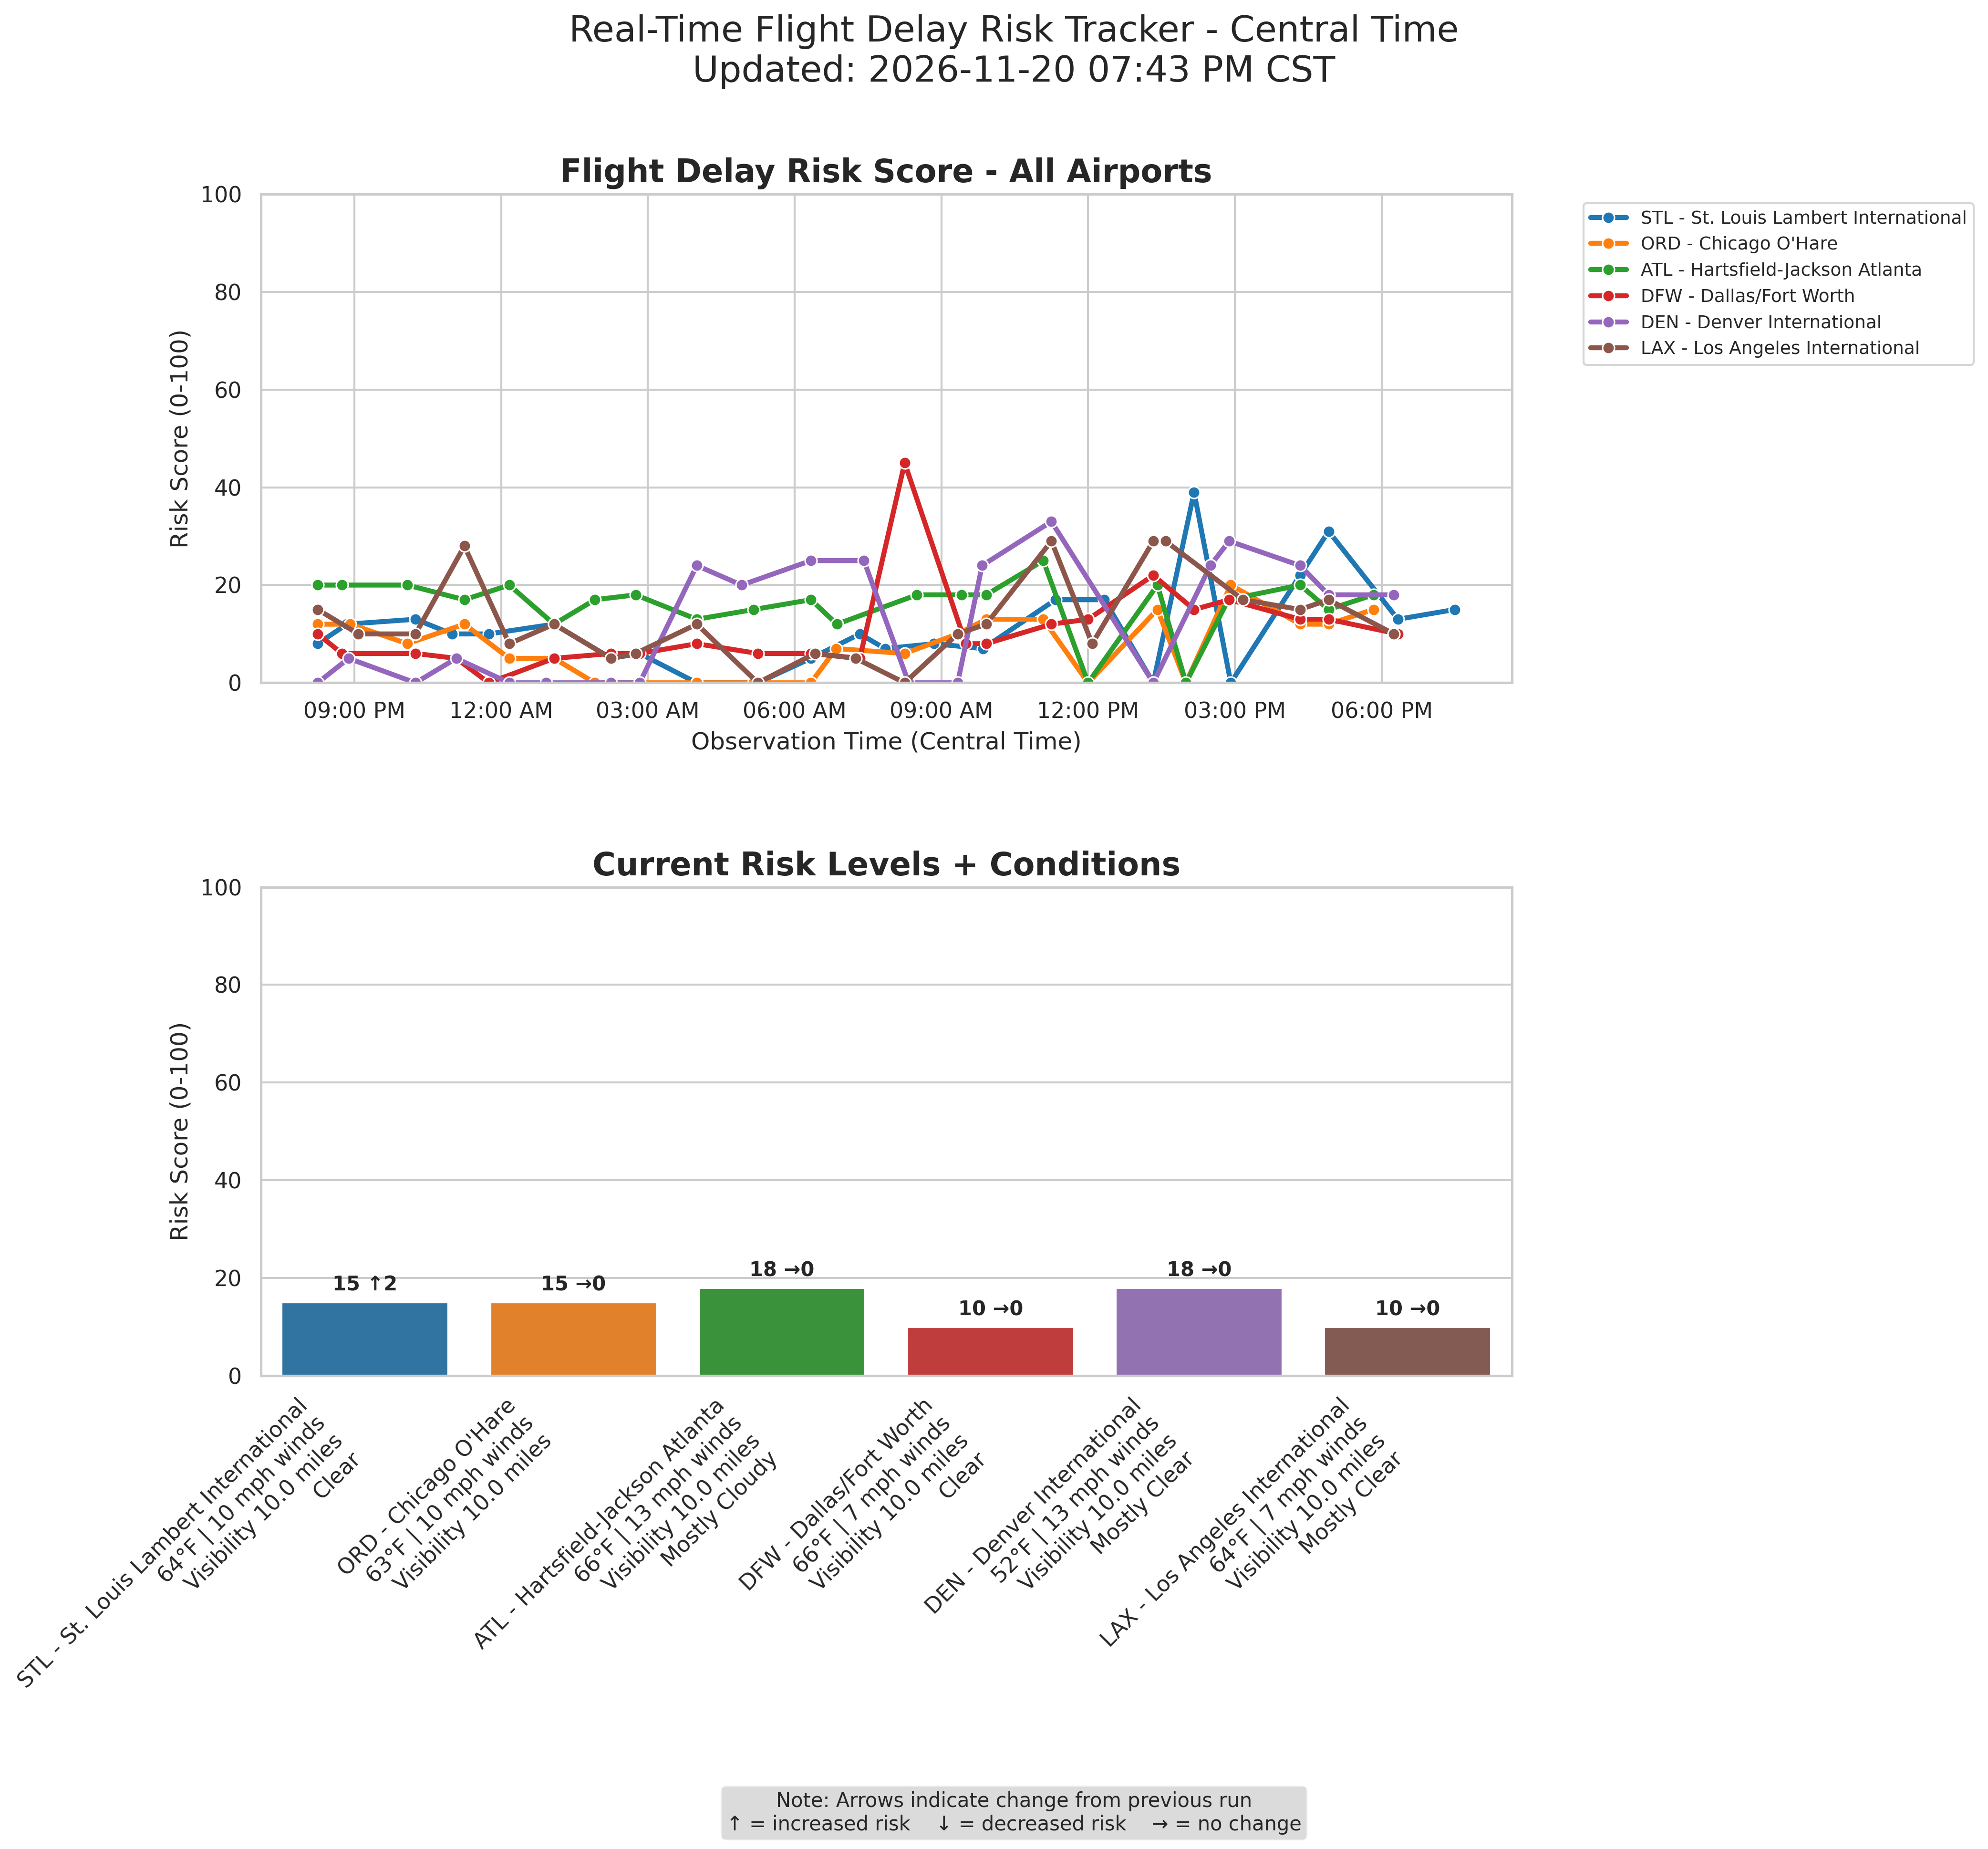 Real-Time Flight Delay Risk Tracker - Central Time
Updated: 2026-11-20 07:43 PM CST
Flight Delay Risk Score - All Airports
Risk Score (0-100)
100
80
60
40
20
0
09:00 PM
12:00 AM
03:00 AM
06:00 AM
09:00 AM
12:00 PM
03:00 PM
06:00 PM
Observation Time (Central Time)
STL - St. Louis Lambert International
ORD - Chicago O'Hare
ATL - Hartsfield-Jackson Atlanta
DFW - Dallas/Fort Worth
DEN - Denver International
LAX - Los Angeles International
Current Risk Levels + Conditions
Risk Score (0-100)
100
80
60
40
20
0
15 ↑2
15 →0
18 →0
10 →0
18 →0
10 →0
STL - St. Louis Lambert International
64°F | 10 mph winds
Visibility 10.0 miles
Clear
ORD - Chicago O'Hare
63°F | 10 mph winds
Visibility 10.0 miles
ATL - Hartsfield-Jackson Atlanta
66°F | 13 mph winds
Visibility 10.0 miles
Mostly Cloudy
DFW - Dallas/Fort Worth
66°F | 7 mph winds
Visibility 10.0 miles
Clear
DEN - Denver International
52°F | 13 mph winds
Visibility 10.0 miles
Mostly Clear
LAX - Los Angeles International
64°F | 7 mph winds
Visibility 10.0 miles
Mostly Clear
Note: Arrows indicate change from previous run
↑ = increased risk ↓ = decreased risk → = no change